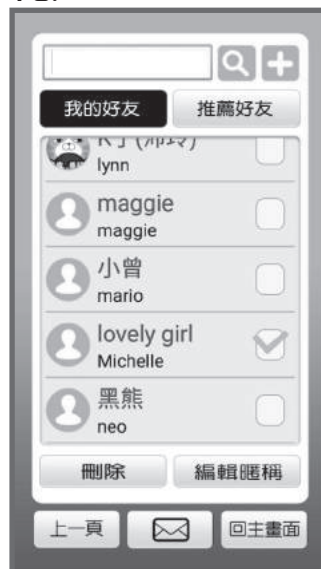 我的好友 推薦好友
lynn
maggie
maggie
小曾
mario
lovely girl
Michelle
黑熊
neo
刪除 編輯暱稱
上一頁 回主畫面